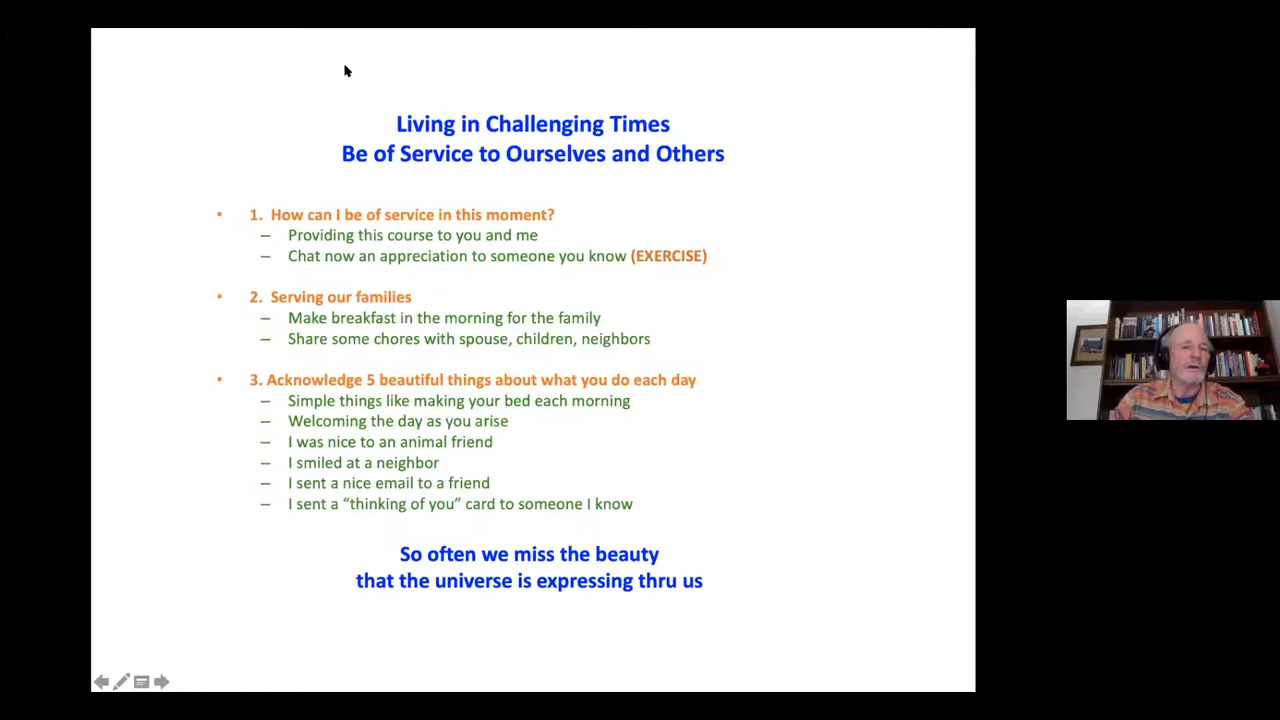 Living in Challenging Times
Be of Service to Ourselves and Others
• 1. How can I be of service in this moment?
– Providing this course to you and me
– Chat now an appreciation to someone you know (EXERCISE)
• 2. Serving our families
– Make breakfast in the morning for the family
– Share some chores with spouse, children, neighbors
• 3. Acknowledge 5 beautiful things about what you do each day
– Simple things like making your bed each morning
– Welcoming the day as you arise
– I was nice to an animal friend
– I smiled at a neighbor
– I sent a nice email to a friend
– I sent a “thinking of you” card to someone I know
So often we miss the beauty
that the universe is expressing thru us